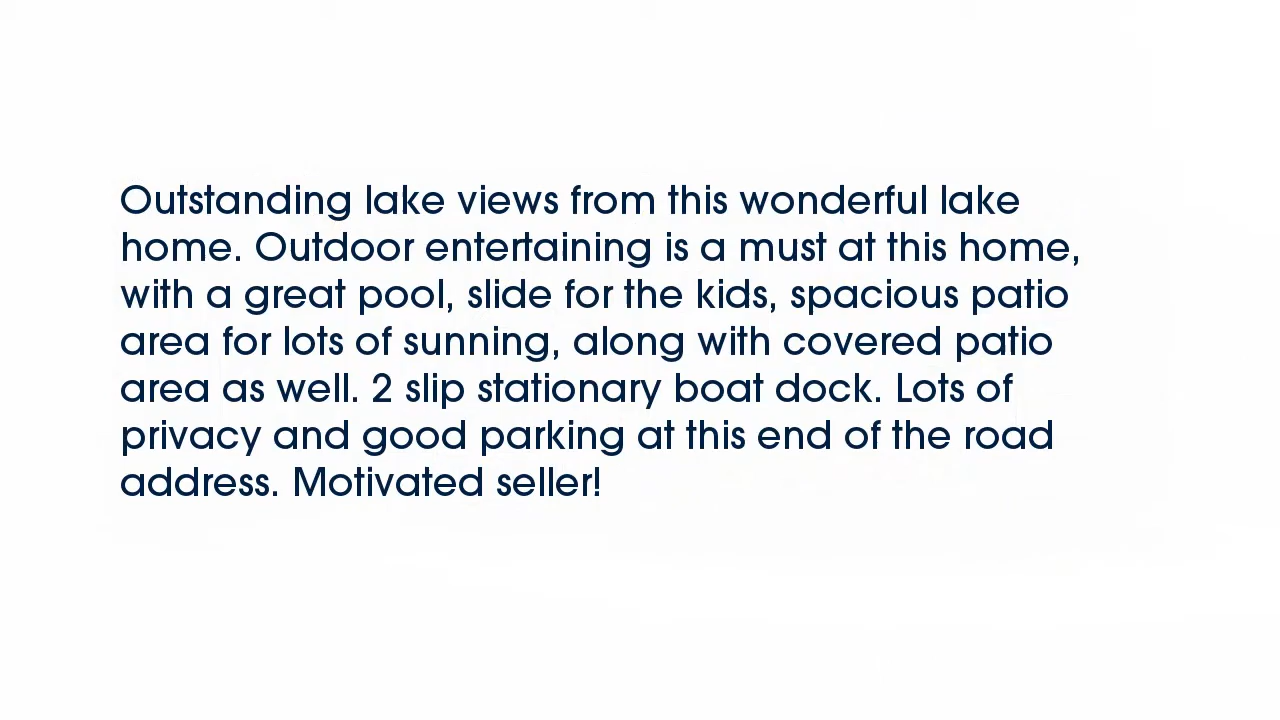 Outstanding lake views from this wonderful lake
home. Outdoor entertaining is a must at this home,
with a great pool, slide for the kids, spacious patio
area for lots of sunning, along with covered patio
area as well. 2 slip stationary boat dock. Lots of
privacy and good parking at this end of the road
address. Motivated seller!